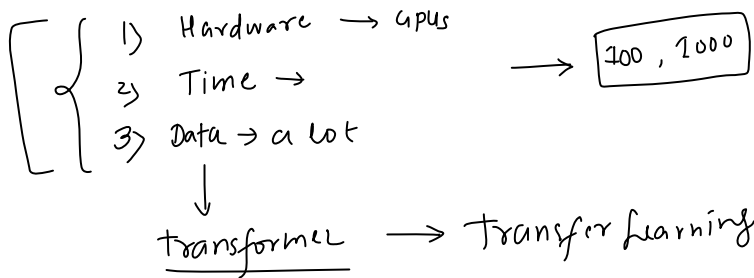 1) Hardware → GPUs
2) Time →
→ 100, 1000
3) Data → a lot
↓
transformer → Transfer Learning